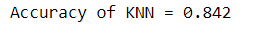 Accuracy of KNN = 0.842